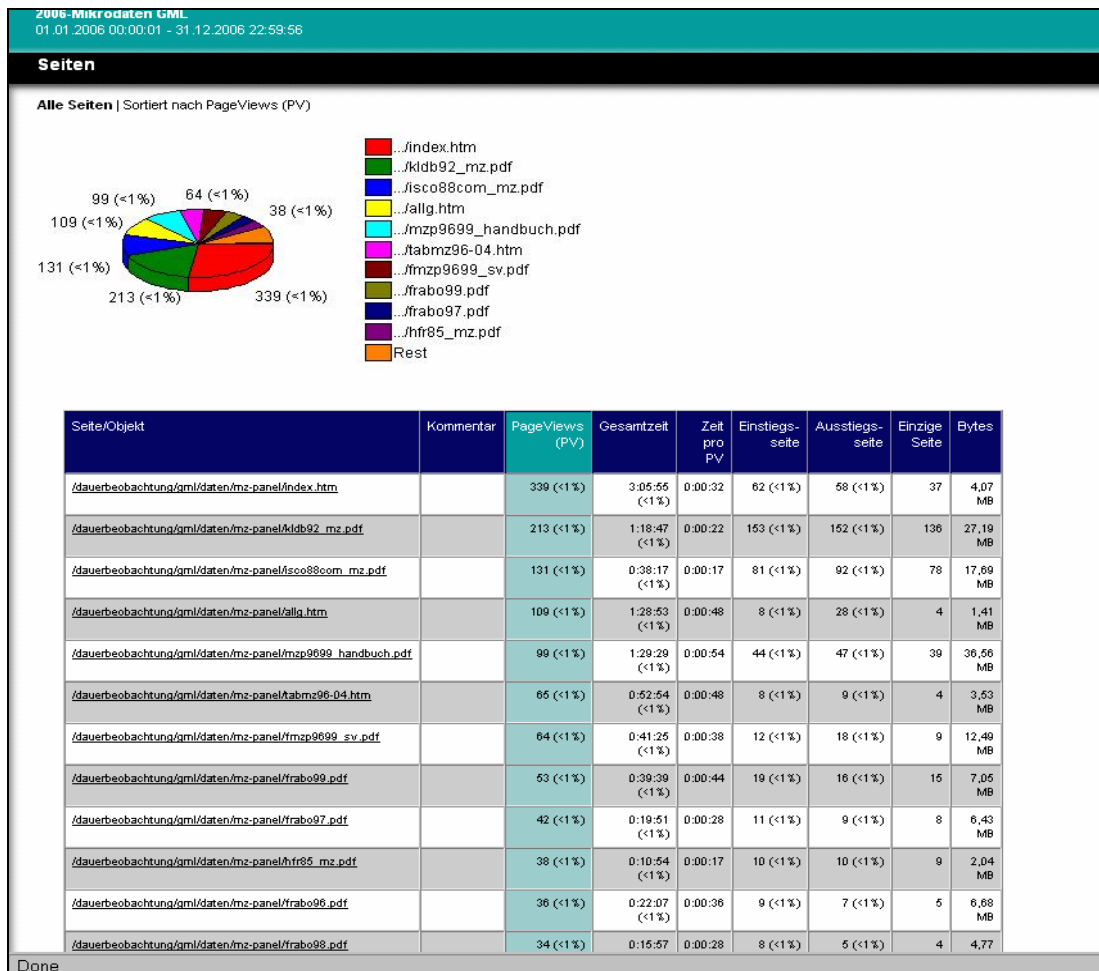 2006-Mikrodaten GML
01.01.2006 00:00:01 - 31.12.2006 22:59:56
Seiten
Alle Seiten | Sortiert nach PageViews (PV)
99 (<1%)
64 (<1%)
109 (<1%)
38 (<1%)
131 (<1%)
213 (<1%)
339 (<1%)
.../index.htm
.../kldb92_mz.pdf
.../isco88com_mz.pdf
.../allg.htm
.../mzp9699_handbuch.pdf
.../tabmz96-04.htm
.../fmzp9699_sv.pdf
.../frabo99.pdf
.../frabo97.pdf
.../hfr85_mz.pdf
Rest
Seite/Objekt Kommentar PageViews (PV) Gesamtzeit Zeit pro PV Einstiegs-seite Ausstiegs-seite Einzige Seite Bytes
/dauerbeobachtung/gml/daten/mz-panel/index.htm 339 (<1%) 3:05:55 (<1%) 0:00:32 62 (<1%) 58 (<1%) 37 4,07 MB
/dauerbeobachtung/gml/daten/mz-panel/kldb92_mz.pdf 213 (<1%) 1:18:47 (<1%) 0:00:22 153 (<1%) 152 (<1%) 136 27,19 MB
/dauerbeobachtung/gml/daten/mz-panel/isco88com_mz.pdf 131 (<1%) 0:38:17 (<1%) 0:00:17 81 (<1%) 92 (<1%) 78 17,69 MB
/dauerbeobachtung/gml/daten/mz-panel/allg.htm 109 (<1%) 1:28:53 (<1%) 0:00:48 8 (<1%) 28 (<1%) 4 1,41 MB
/dauerbeobachtung/gml/daten/mz-panel/mzp9699_handbuch.pdf 99 (<1%) 1:29:29 (<1%) 0:00:54 44 (<1%) 47 (<1%) 39 36,56 MB
/dauerbeobachtung/gml/daten/mz-panel/tabmz96-04.htm 65 (<1%) 0:52:54 (<1%) 0:00:48 8 (<1%) 9 (<1%) 4 3,53 MB
/dauerbeobachtung/gml/daten/mz-panel/fmzp9699_sv.pdf 64 (<1%) 0:41:25 (<1%) 0:00:38 12 (<1%) 18 (<1%) 9 12,49 MB
/dauerbeobachtung/gml/daten/mz-panel/frabo99.pdf 53 (<1%) 0:39:39 (<1%) 0:00:44 19 (<1%) 16 (<1%) 15 7,05 MB
/dauerbeobachtung/gml/daten/mz-panel/frabo97.pdf 42 (<1%) 0:19:51 (<1%) 0:00:28 11 (<1%) 9 (<1%) 8 6,43 MB
/dauerbeobachtung/gml/daten/mz-panel/hfr85_mz.pdf 38 (<1%) 0:10:54 (<1%) 0:00:17 10 (<1%) 10 (<1%) 9 2,04 MB
/dauerbeobachtung/gml/daten/mz-panel/frabo96.pdf 36 (<1%) 0:22:07 (<1%) 0:00:36 9 (<1%) 7 (<1%) 5 6,68 MB
/dauerbeobachtung/gml/daten/mz-panel/frabo98.pdf 34 (<1%) 0:15:57 0:00:28 8 (<1%) 5 (<1%) 4 4,77
Done